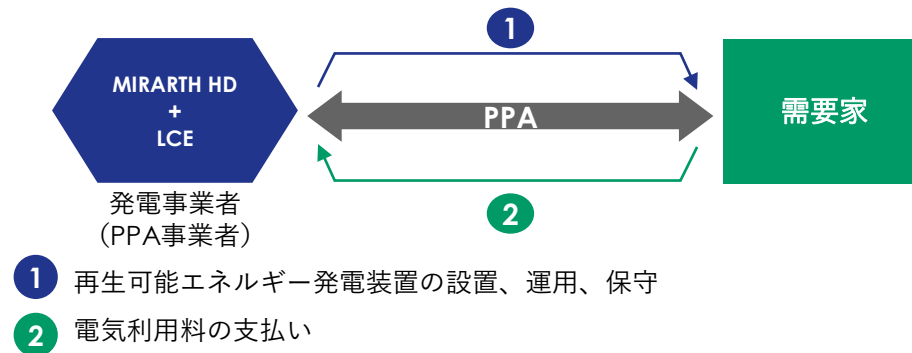 1
MIRARTH HD
+
LCE
PPA
需要家
2
発電事業者
（PPA事業者）
1 再生可能エネルギー発電装置の設置、運用、保守
2 電気利用料の支払い